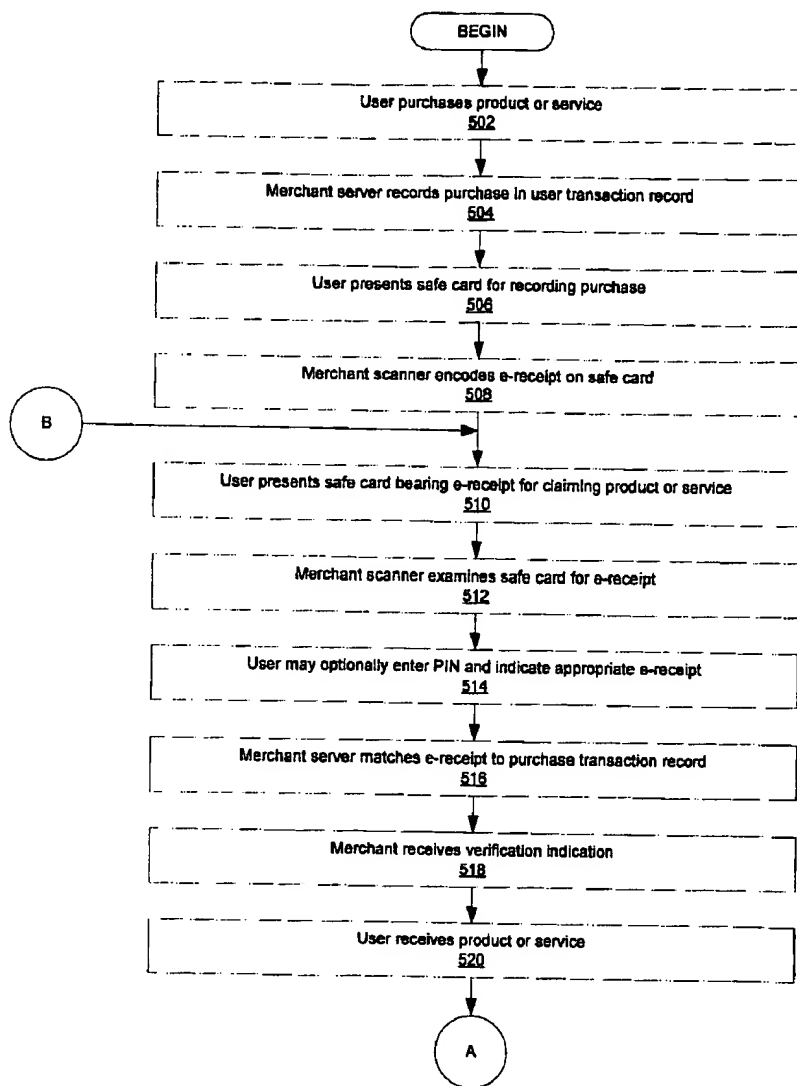 BEGIN
User purchases product or service
502
Merchant server records purchase in user transaction record
504
User presents safe card for recording purchase
506
Merchant scanner encodes e-receipt on safe card
508
B
User presents safe card bearing e-receipt for claiming product or service
510
Merchant scanner examines safe card for e-receipt
512
User may optionally enter PIN and indicate appropriate e-receipt
514
Merchant server matches e-receipt to purchase transaction record
516
Merchant receives verification indication
518
User receives product or service
520
A